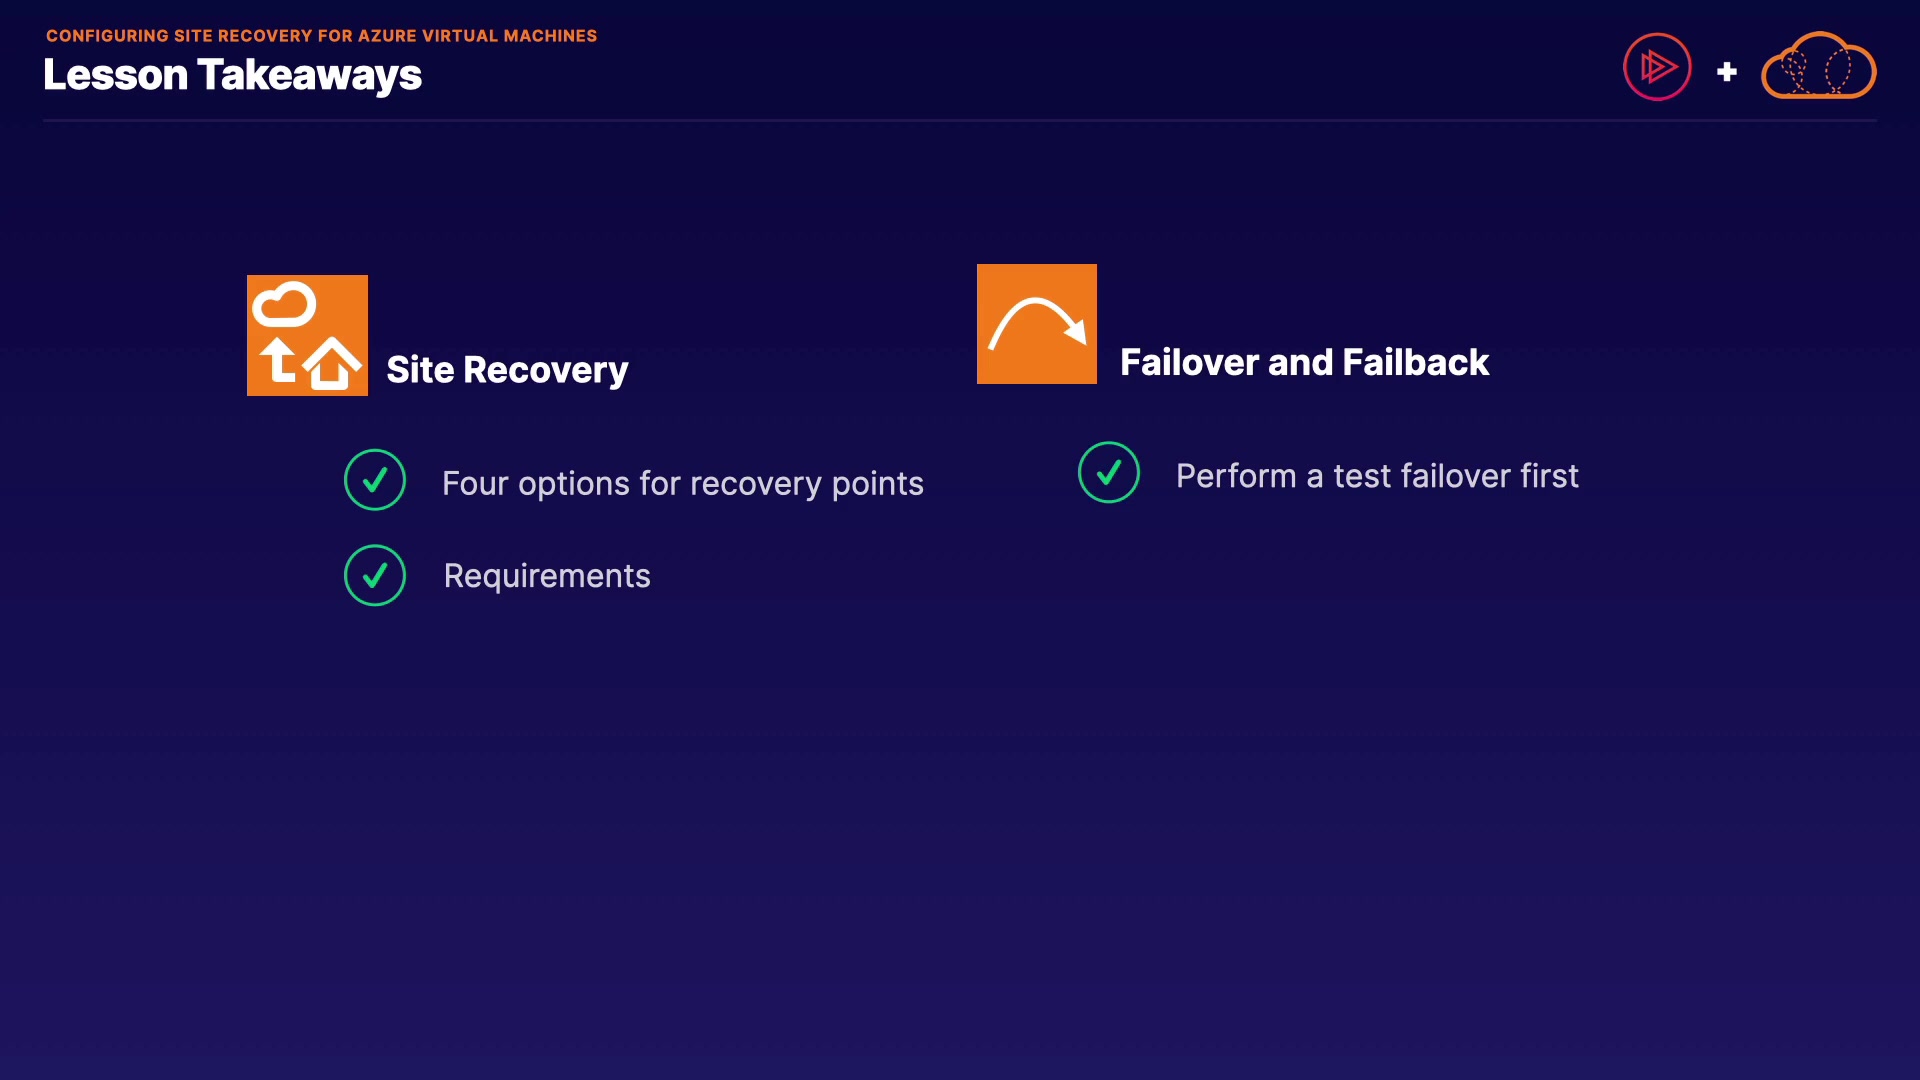 CONFIGURING SITE RECOVERY FOR AZURE VIRTUAL MACHINES
Lesson Takeaways
Site Recovery
Four options for recovery points
Requirements
Failover and Failback
Perform a test failover first